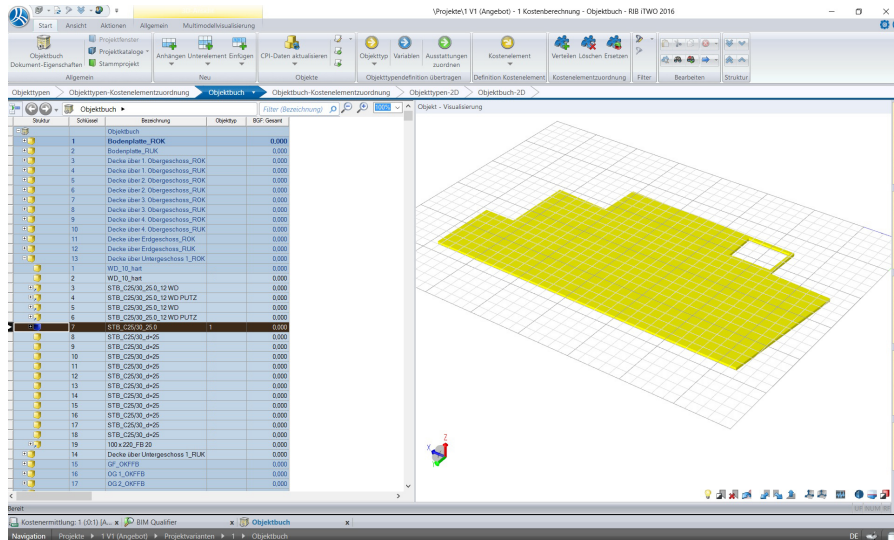 \Projekte\1 V1 (Angebot) - 1 Kostenberechnung - Objektbuch - RIB iTWO 2016
Start Ansicht Aktionen Allgemein Multimodellvisualisierung
Objektbuch
Dokument-Eigenschaften
Projektfenster
Projektkataloge
Stammprojekt
Anhängen Unterelement Einfügen
CPI-Daten aktualisieren
Objekttyp Variablen Ausstattungen zuordnen
Kostenelement
Verteilen Löschen Ersetzen
Allgemein Neu Objekte Objekttypendefinition übertragen Definition Kostenelement Kostenelementzuordnung Filter Bearbeiten Struktur
Objekttypen Objekttypen-Kostenelementzuordnung Objektbuch Objektbuch-Kostenelementzuordnung Objekttypen-2D Objektbuch-2D
Objektbuch Filter (Bezeichnung) 100% Objekt - Visualisierung
Struktur Schlüssel Bezeichnung Objekttyp BGF: Gesamt
Objektbuch
1 Bodenplatte_ROK 0,000
2 Bodenplatte_RUK 0,000
3 Decke über 1. Obergeschoss_ROK 0,000
4 Decke über 1. Obergeschoss_RUK 0,000
5 Decke über 2. Obergeschoss_ROK 0,000
6 Decke über 2. Obergeschoss_RUK 0,000
7 Decke über 3. Obergeschoss_ROK 0,000
8 Decke über 3. Obergeschoss_RUK 0,000
9 Decke über 4. Obergeschoss_ROK 0,000
10 Decke über 4. Obergeschoss_RUK 0,000
11 Decke über Erdgeschoss_ROK 0,000
12 Decke über Erdgeschoss_RUK 0,000
13 Decke über Untergeschoss 1_ROK 0,000
1 WD_10_hart 0,000
2 WD_10_hart 0,000
3 STB_C25/30_25.0_12 WD 0,000
4 STB_C25/30_25.0_12 WD PUTZ 0,000
5 STB_C25/30_25.0_12 WD 0,000
6 STB_C25/30_25.0_12 WD PUTZ 0,000
7 STB_C25/30_25.0 1 0,000
8 STB_C25/30_d=25 0,000
9 STB_C25/30_d=25 0,000
10 STB_C25/30_d=25 0,000
11 STB_C25/30_d=25 0,000
12 STB_C25/30_d=25 0,000
13 STB_C25/30_d=25 0,000
14 STB_C25/30_d=25 0,000
15 STB_C25/30_d=25 0,000
16 STB_C25/30_d=25 0,000
17 STB_C25/30_d=25 0,000
18 STB_C25/30_d=25 0,000
19 100 x 220_FB 20 0,000
14 Decke über Untergeschoss 1_RUK 0,000
15 GF_OKFFB 0,000
16 OG 1_OKFFB 0,000
17 OG 2_OKFFB 0,000
Z
X
Y
Bereit
Kostenermittlung: 1 (:0:1) [A... x BIM Qualifier x Objektbuch x
Navigation Projekte 1 V1 (Angebot) Projektvarianten 1 Objektbuch DE